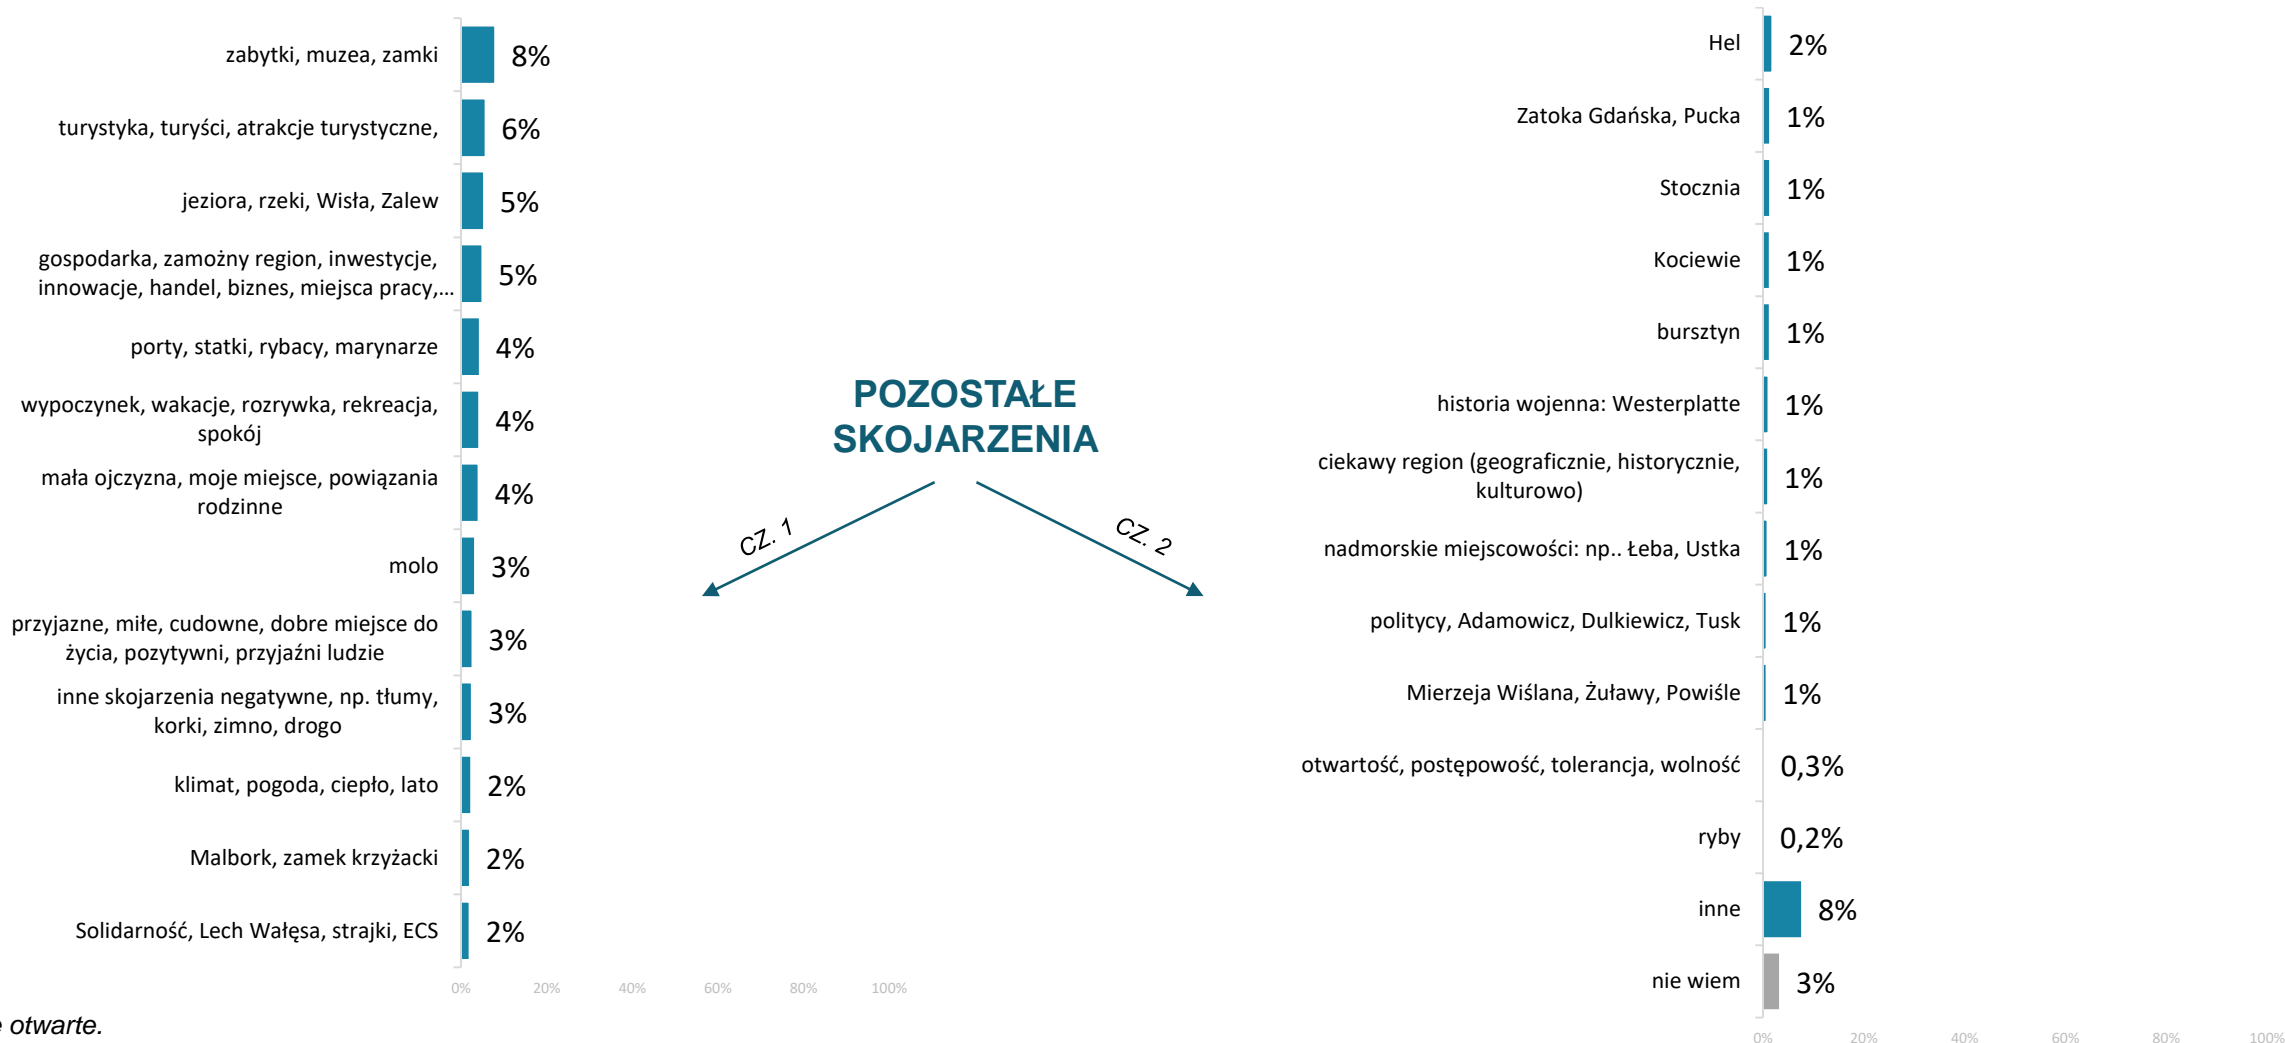 zabytki, muzea, zamki
8%
turystyka, turyści, atrakcje turystyczne,
6%
jeziora, rzeki, Wisła, Zalew
5%
gospodarka, zamożny region, inwestycje,
innowacje, handel, biznes, miejsca pracy,...
5%
porty, statki, rybacy, marynarze
4%
wypoczynek, wakacje, rozrywka, rekreacja,
spokój
4%
mała ojczyzna, moje miejsce, powiązania
rodzinne
4%
molo
3%
przyjazne, miłe, cudowne, dobre miejsce do
życia, pozytywni, przyjaźni ludzie
3%
inne skojarzenia negatywne, np. tłumy,
korki, zimno, drogo
3%
klimat, pogoda, ciepło, lato
2%
Malbork, zamek krzyżacki
2%
Solidarność, Lech Wałęsa, strajki, ECS
2%
0% 20% 40% 60% 80% 100%
POZOSTAŁE
SKOJARZENIA
CZ. 1
CZ. 2
Hel
2%
Zatoka Gdańska, Pucka
1%
Stocznia
1%
Kociewie
1%
bursztyn
1%
historia wojenna: Westerplatte
1%
ciekawy region (geograficznie, historycznie,
kulturowo)
1%
nadmorskie miejscowości: np.. Łeba, Ustka
1%
politycy, Adamowicz, Dulkiewicz, Tusk
1%
Mierzeja Wiślana, Żuławy, Powiśle
1%
otwartość, postępowość, tolerancja, wolność
0,3%
ryby
0,2%
inne
8%
nie wiem
3%
0% 20% 40% 60% 80% 100%
otwarte.